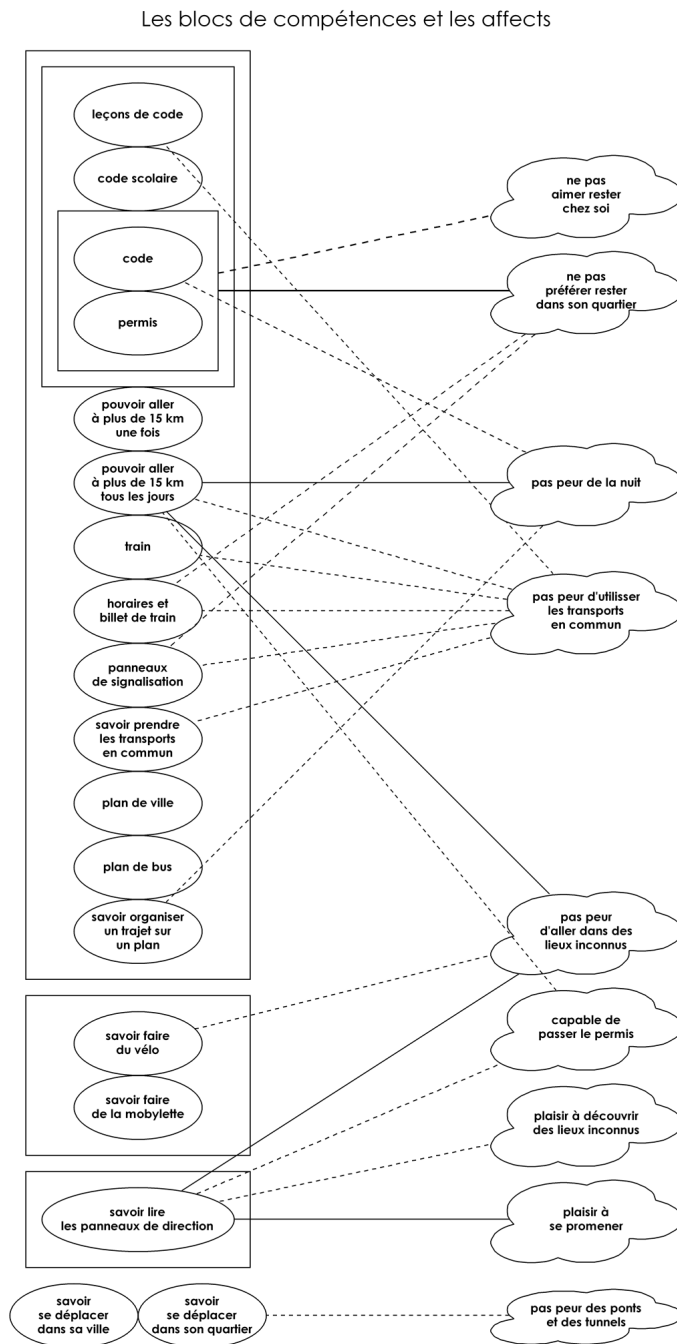 Les blocs de compétences et les affects
leçons de code
code scolaire
code
permis
pouvoir aller
à plus de 15 km
une fois
pouvoir aller
à plus de 15 km
tous les jours
train
horaires et
billet de train
panneaux
de signalisation
savoir prendre
les transports
en commun
plan de ville
plan de bus
savoir organiser
un trajet sur
un plan
savoir faire
du vélo
savoir faire
de la mobylette
savoir lire
les panneaux de direction
savoir
se déplacer
dans sa ville
savoir
se déplacer
dans son quartier
ne pas
aimer rester
chez soi
ne pas
préférer rester
dans son quartier
pas peur de la nuit
pas peur d'utilisser
les transports
en commun
pas peur
d'aller dans des
lieux inconnus
capable de
passer le permis
plaisir à découvrir
des lieux inconnus
plaisir à
se promener
pas peur des ponts
et des tunnels